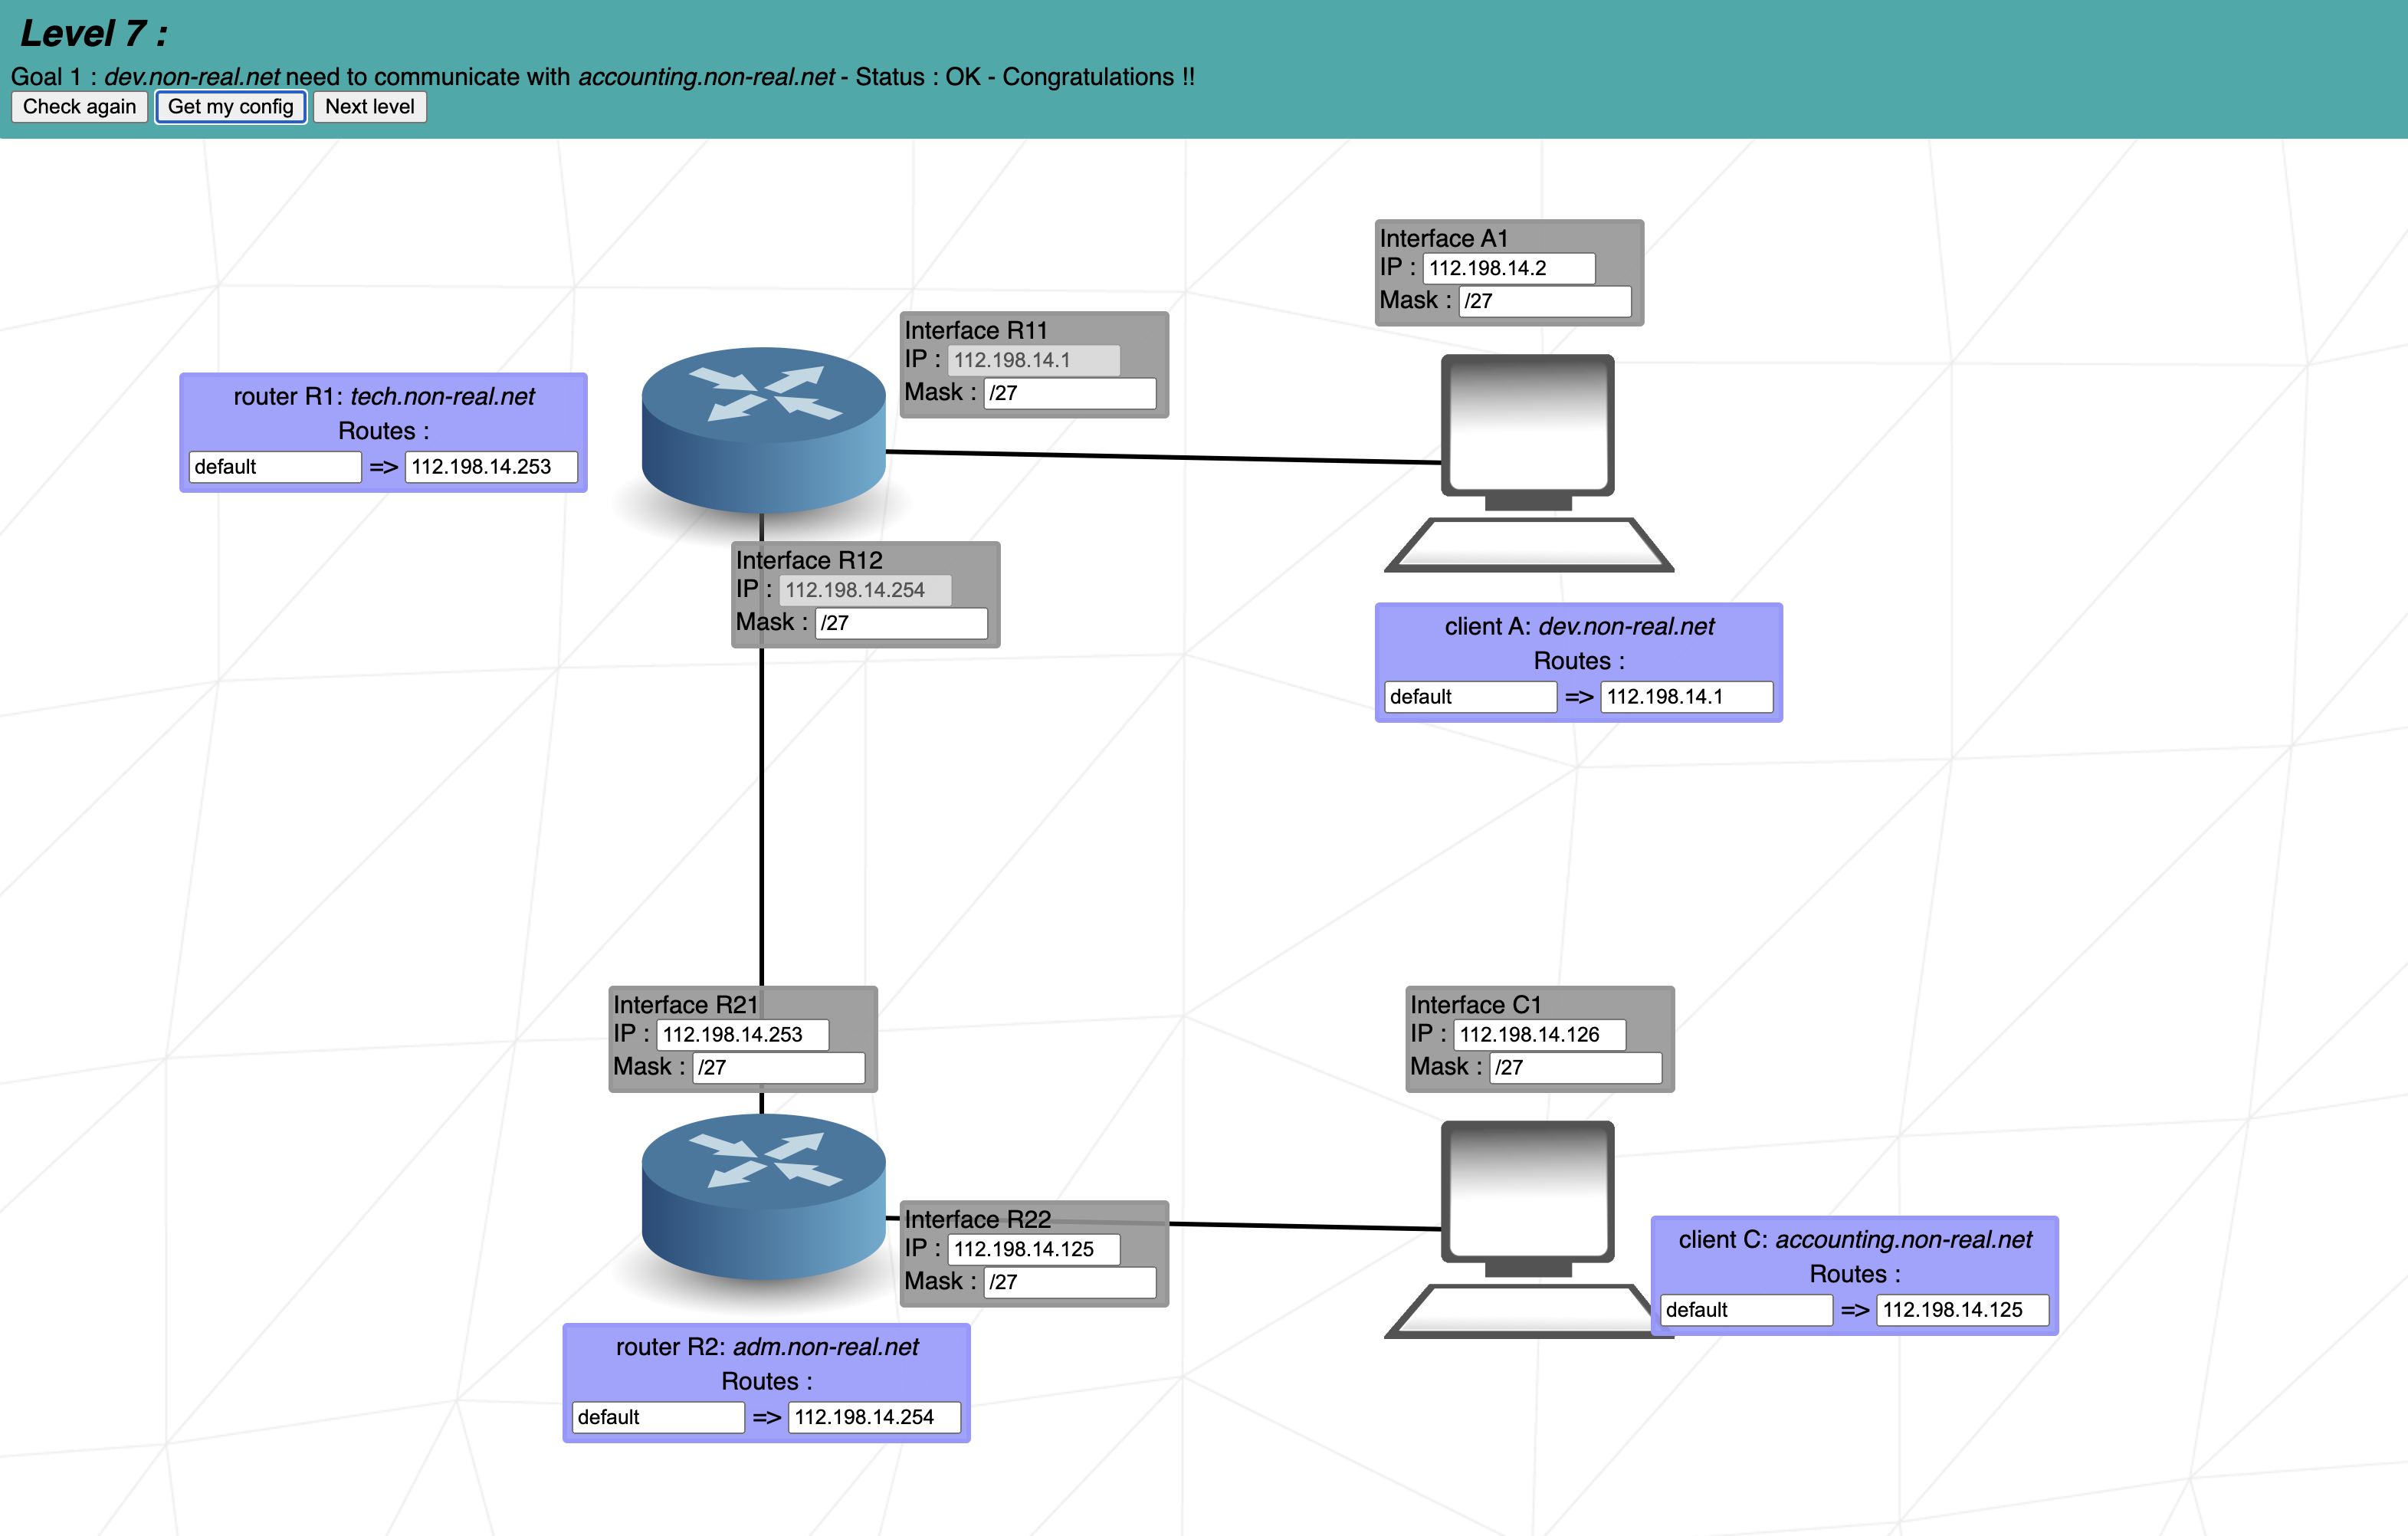 Level 7 :
Goal 1 : dev.non-real.net need to communicate with accounting.non-real.net - Status : OK - Congratulations !!
Check again Get my config Next level
Interface A1
IP : 112.198.14.2
Mask : /27
Interface R11
IP : 112.198.14.1
Mask : /27
router R1: tech.non-real.net
Routes :
default => 112.198.14.253
Interface R12
IP : 112.198.14.254
Mask : /27
client A: dev.non-real.net
Routes :
default => 112.198.14.1
Interface R21
IP : 112.198.14.253
Mask : /27
Interface C1
IP : 112.198.14.126
Mask : /27
Interface R22
IP : 112.198.14.125
Mask : /27
client C: accounting.non-real.net
Routes :
default => 112.198.14.125
router R2: adm.non-real.net
Routes :
default => 112.198.14.254